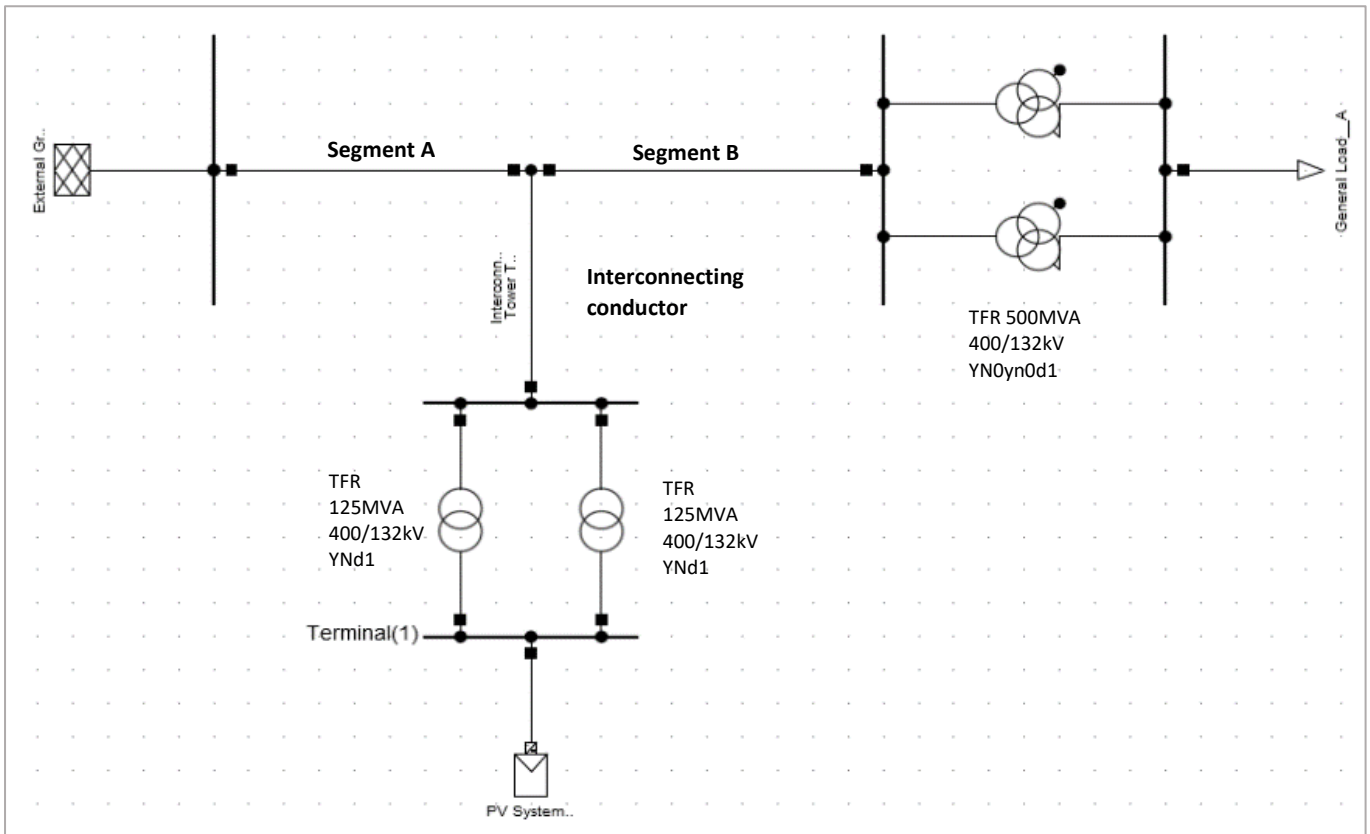 External Gr..
Segment A
Segment B
General Load__A
Interconn..
Tower T..
Interconnecting
conductor
TFR 500MVA
400/132kV
YN0yn0d1
TFR
125MVA
400/132kV
YNd1
TFR
125MVA
400/132kV
YNd1
Terminal(1)
PV System..